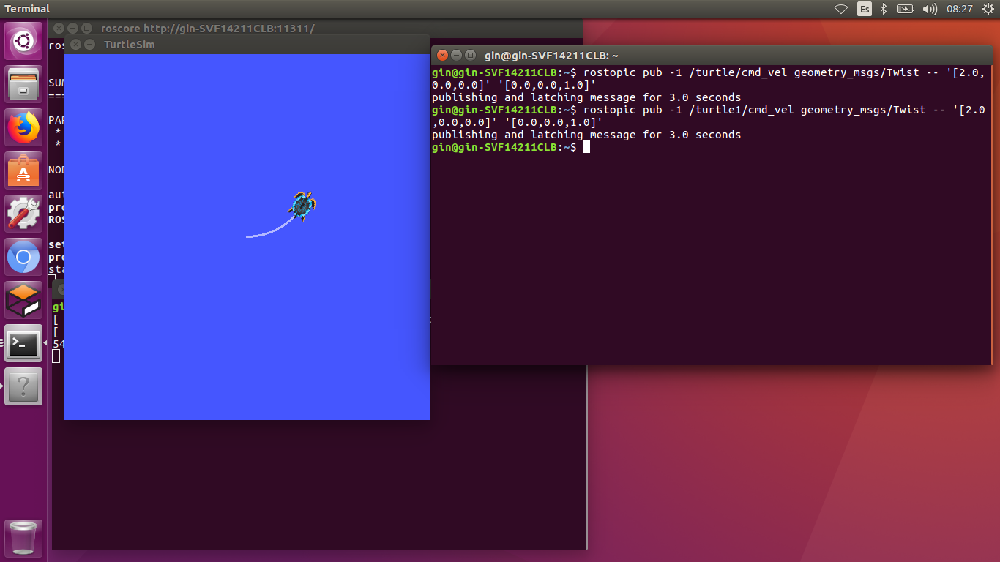 Terminal
Es
08:27
roscore http://gin-SVF14211CLB:11311/
TurtleSim
ros
SUM
===
PAR
*
*
NOD
aut
pro
ROS
set
pro
sta
gi
[
[
54
gin@gin-SVF14211CLB: ~
gin@gin-SVF14211CLB:~$ rostopic pub -1 /turtle/cmd_vel geometry_msgs/Twist -- '[2.0,
0.0,0.0]' '[0.0,0.0,1.0]'
publishing and latching message for 3.0 seconds
gin@gin-SVF14211CLB:~$ rostopic pub -1 /turtle1/cmd_vel geometry_msgs/Twist -- '[2.0
,0.0,0.0]' '[0.0,0.0,1.0]'
publishing and latching message for 3.0 seconds
gin@gin-SVF14211CLB:~$